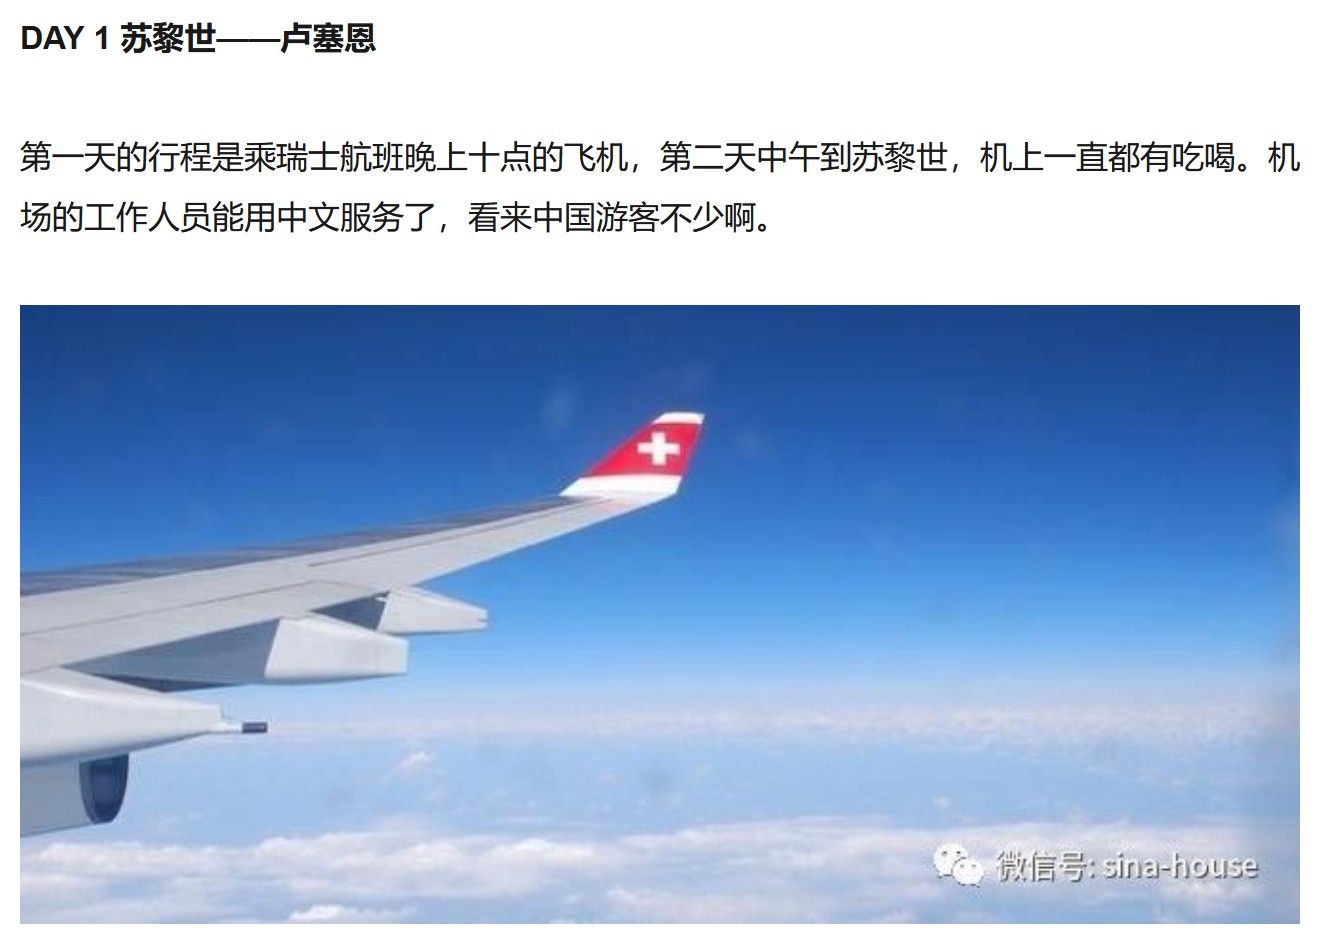 DAY 1 苏黎世——卢塞恩
第一天的行程是乘瑞士航班晚上十点的飞机，第二天中午到苏黎世，机上一直都有吃喝。机
场的工作人员能用中文服务了，看来中国游客不少啊。
微信号: sina-house